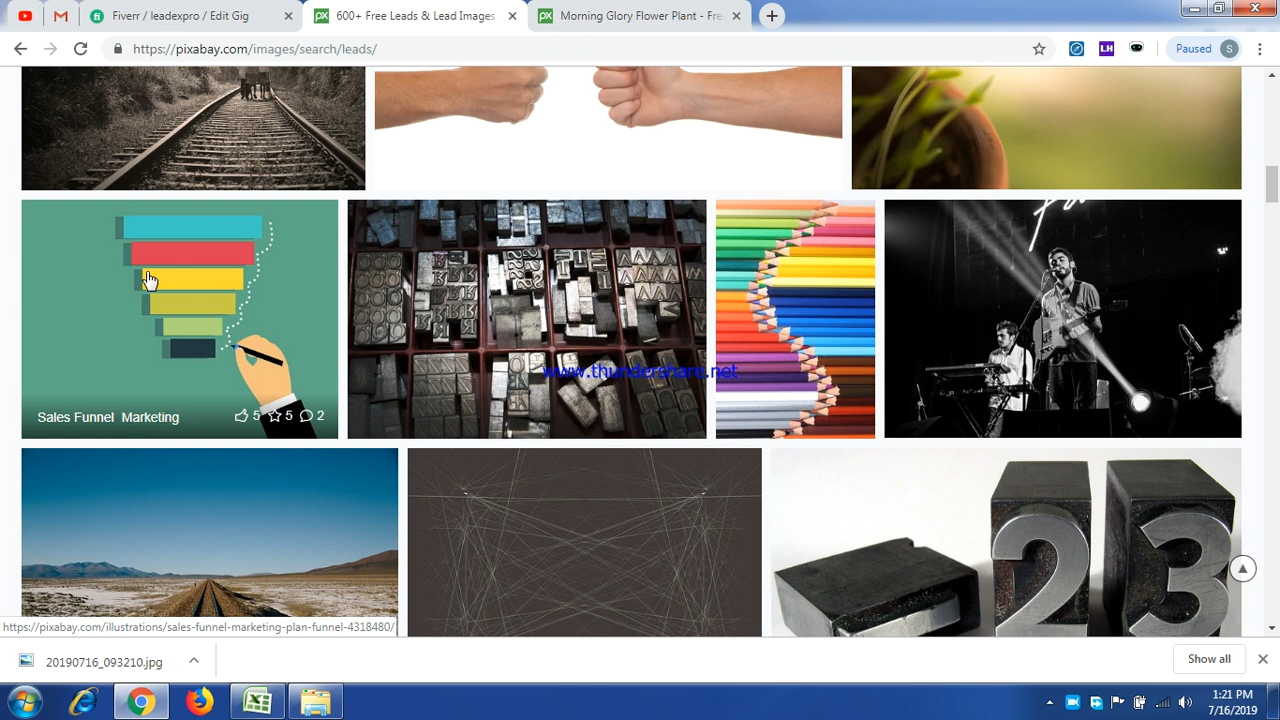 Fiverr / leadexpro / Edit Gig
600+ Free Leads & Lead Images
Morning Glory Flower Plant - Fre
https://pixabay.com/images/search/leads/
LH
Paused
S
Sales Funnel Marketing
5
5
2
www.thundershare.net
23
https://pixabay.com/illustrations/sales-funnel-marketing-plan-funnel-4318480/
20190716_093210.jpg
Show all
1:21 PM
7/16/2019